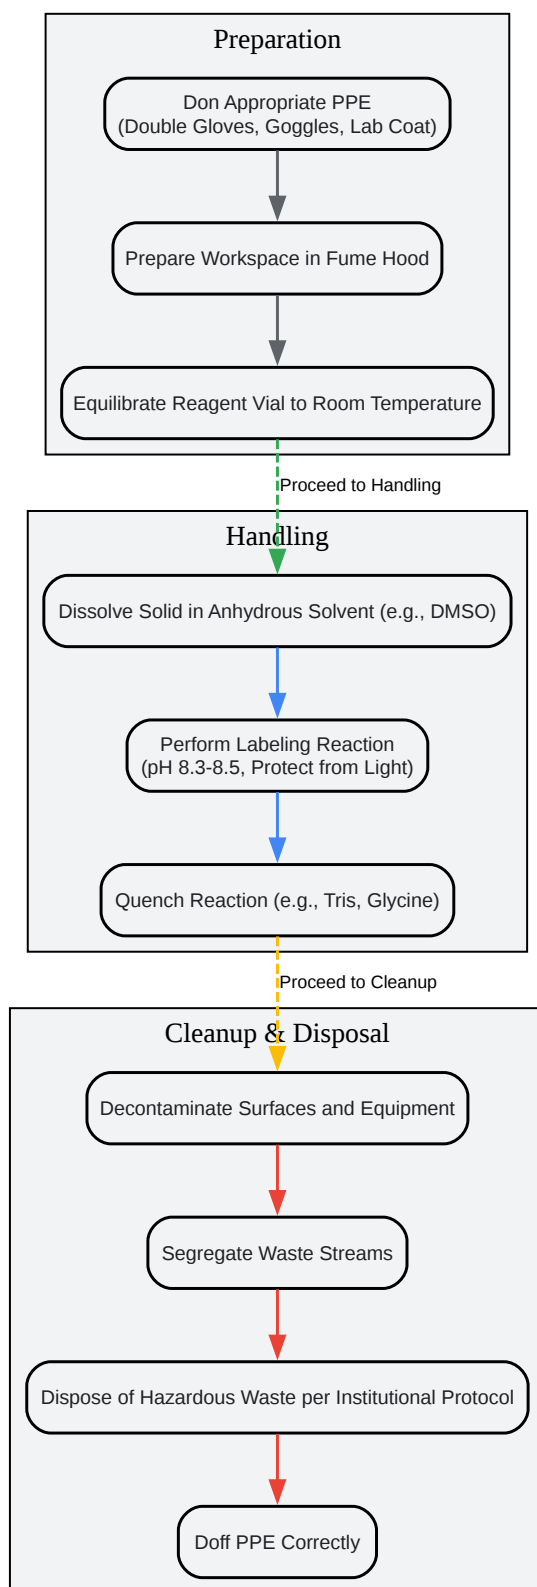 Preparation
Don Appropriate PPE
(Double Gloves, Goggles, Lab Coat)
Prepare Workspace in Fume Hood
Equilibrate Reagent Vial to Room Temperature
Proceed to Handling
Handling
Dissolve Solid in Anhydrous Solvent (e.g., DMSO)
Perform Labeling Reaction
(pH 8.3-8.5, Protect from Light)
Quench Reaction (e.g., Tris, Glycine)
Proceed to Cleanup
Cleanup & Disposal
Decontaminate Surfaces and Equipment
Segregate Waste Streams
Dispose of Hazardous Waste per Institutional Protocol
Doff PPE Correctly